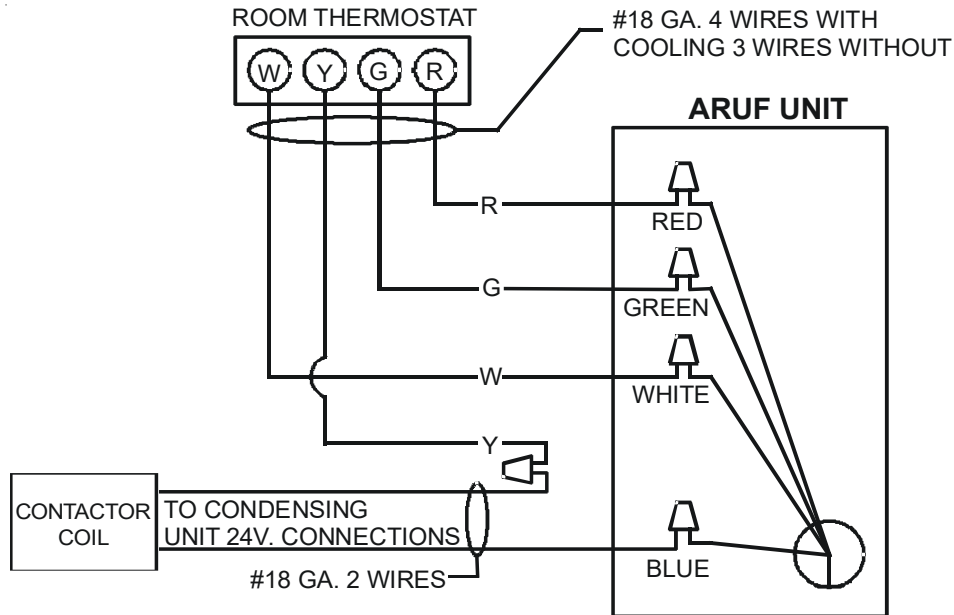 ROOM THERMOSTAT
#18 GA. 4 WIRES WITH
COOLING 3 WIRES WITHOUT
W Y G R
ARUF UNIT
R
RED
G
GREEN
W
WHITE
Y
CONTACTOR
COIL
TO CONDENSING
UNIT 24V. CONNECTIONS
BLUE
#18 GA. 2 WIRES